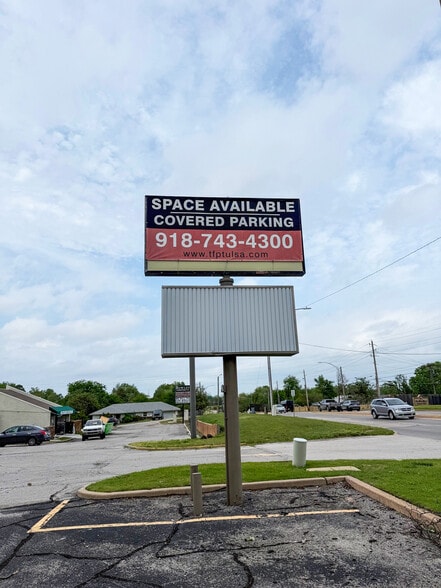 SPACE AVAILABLE
COVERED PARKING
918-743-4300
www.tfptulsa.com